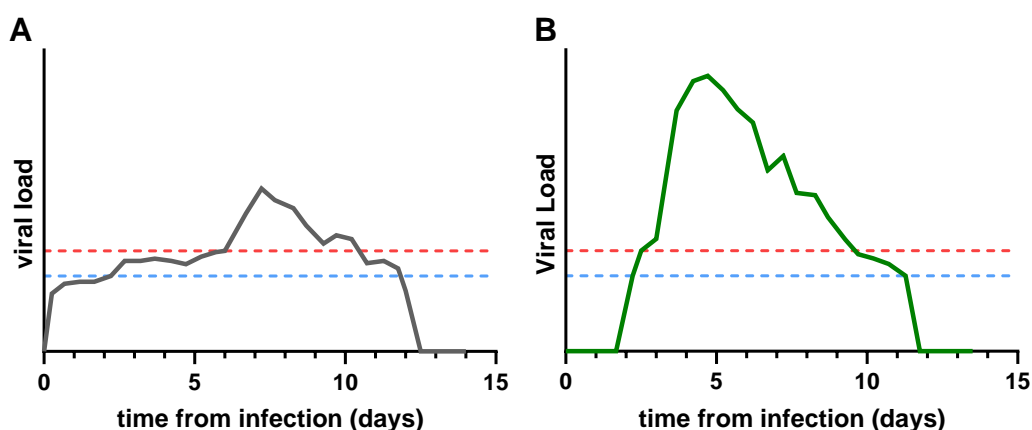 A
B
viral load
Viral Load
0
5
10
15
0
5
10
15
time from infection (days)
time from infection (days)